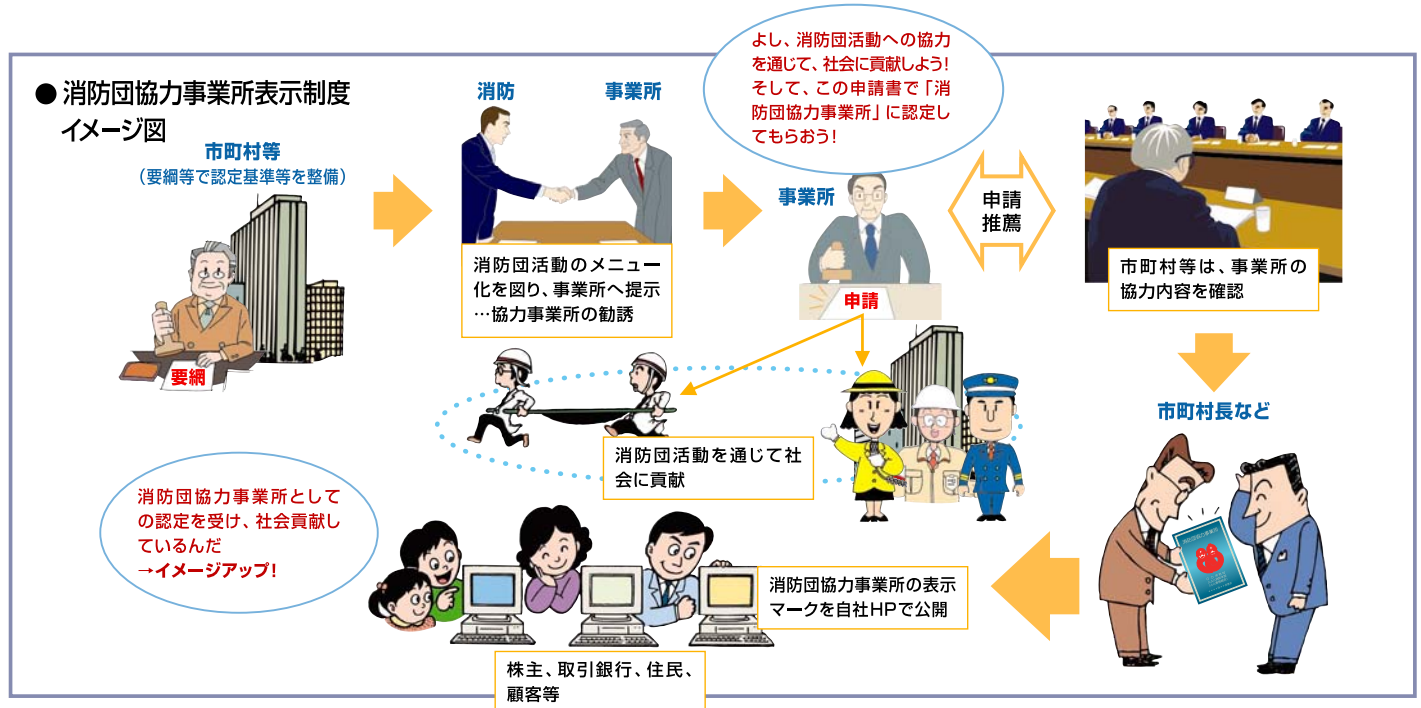 ● 消防団協力事業所表示制度
イメージ図
市町村等
(要綱等で認定基準等を整備)
要綱
消防
事業所
消防団活動のメニュー
化を図り、事業所へ提示
…協力事業所の勧誘
よし、消防団活動への協力
を通じて、社会に貢献しよう!
そして、この申請書で「消
防団協力事業所」に認定し
てもらおう!
事業所
申請
申請
推薦
市町村等は、事業所の
協力内容を確認
消防団活動を通じて社
会に貢献
市町村長など
消防団協力事業所
消防団協力事業所の表示
マークを自社HPで公開
株主、取引銀行、住民、
顧客等
消防団協力事業所として
の認定を受け、社会貢献し
ているんだ
→イメージアップ!